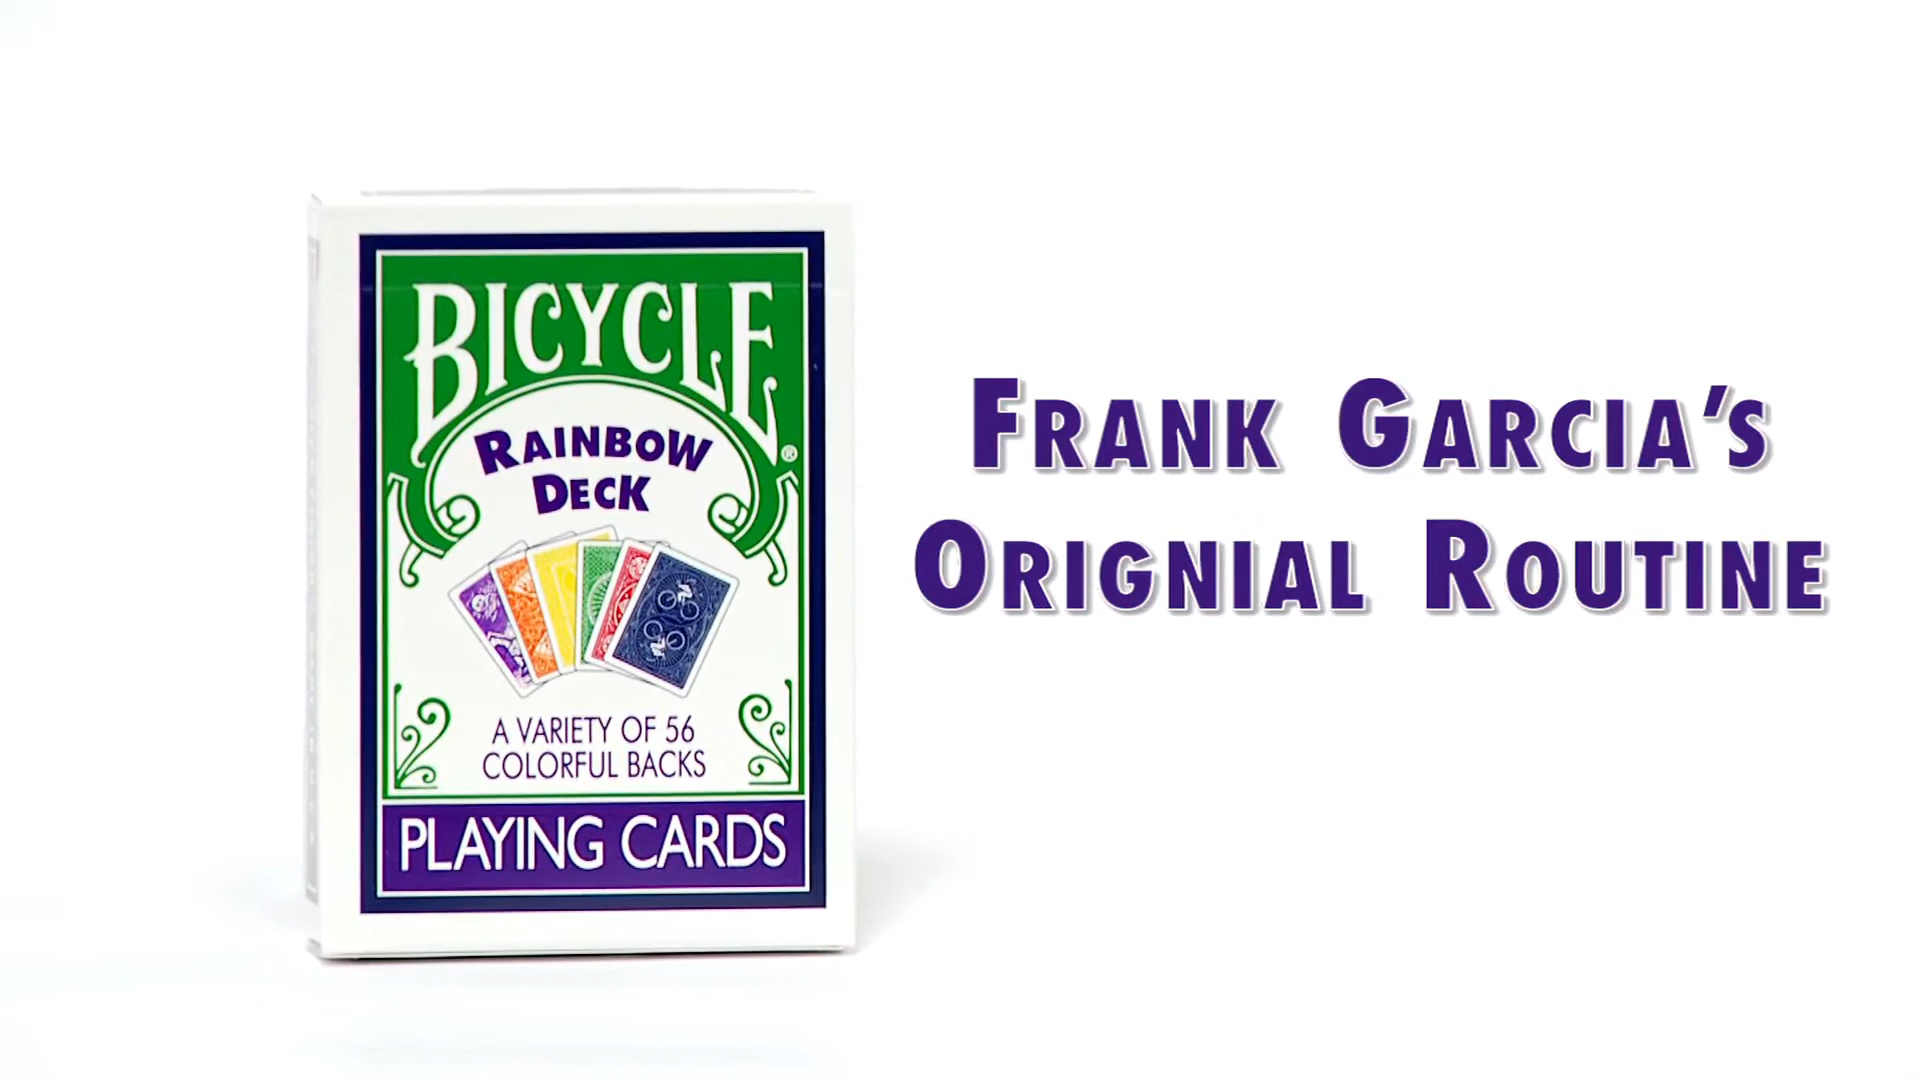 BICYCLE
®
RAINBOW
DECK
A VARIETY OF 56
COLORFUL BACKS
PLAYING CARDS
FRANK GARCIA'S
ORIGNIAL ROUTINE